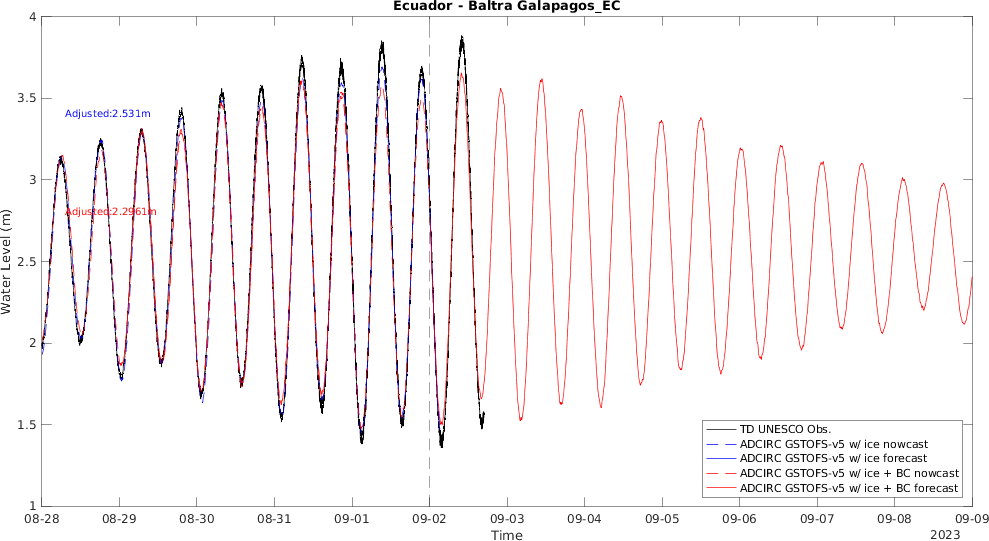 Ecuador - Baltra Galapagos_EC
4
3.5
3
2.5
2
1.5
1
Water Level (m)
Adjusted:2.531m
Adjusted:2.2961m
TD UNESCO Obs.
ADCIRC GSTOFS-v5 w/ ice nowcast
ADCIRC GSTOFS-v5 w/ ice forecast
ADCIRC GSTOFS-v5 w/ ice + BC nowcast
ADCIRC GSTOFS-v5 w/ ice + BC forecast
08-28 08-29 08-30 08-31 09-01 09-02 09-03 09-04 09-05 09-06 09-07 09-08 09-09
Time
2023